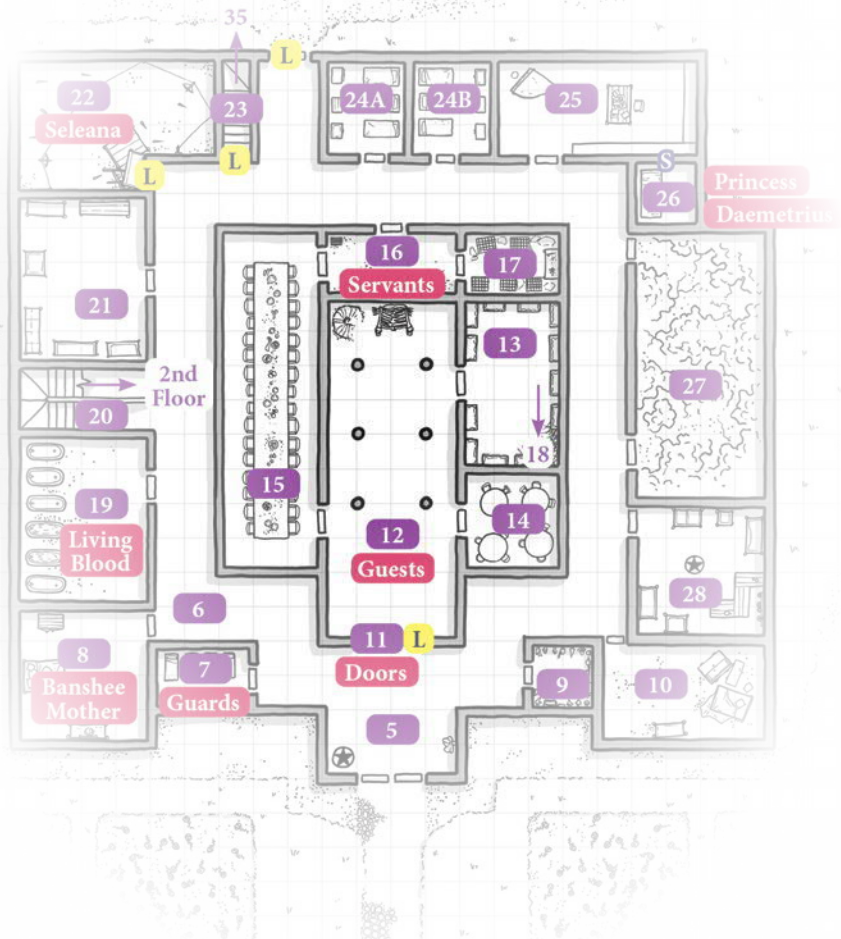 35
L
22
Seleana
23
24A
24B
25
L
L
S
26
Princess
Daemetrius
16
Servants
17
21
13
27
2nd
Floor
20
18
15
19
Living
Blood
14
12
Guests
28
6
11
L
Doors
8
Banshee
Mother
7
Guards
9
10
5